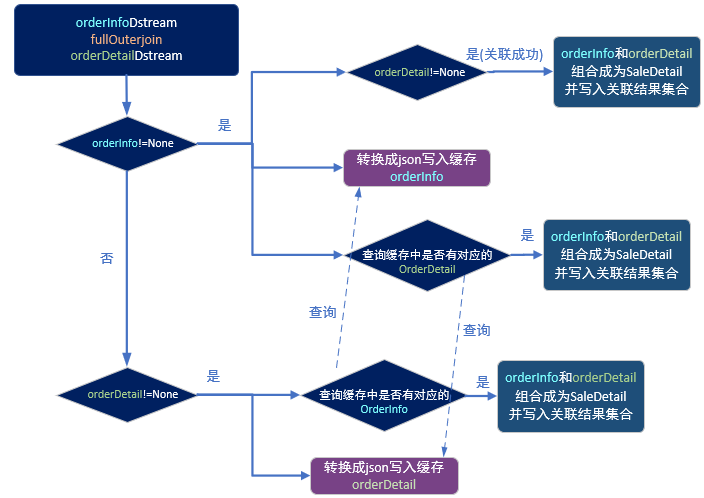 orderInfoDstream
fullOuterjoin
orderDetailDstream
是(关联成功)
orderDetail!=None
orderInfo和orderDetail
组合成为SaleDetail
并写入关联结果集合
是
orderInfo!=None
转换成json写入缓存
orderInfo
是
查询缓存中是否有对应的
OrderDetail
orderInfo和orderDetail
组合成为SaleDetail
并写入关联结果集合
否
查询
查询
是
orderDetail!=None
查询缓存中是否有对应的
OrderInfo
是
orderInfo和orderDetail
组合成为SaleDetail
并写入关联结果集合
转换成json写入缓存
orderDetail